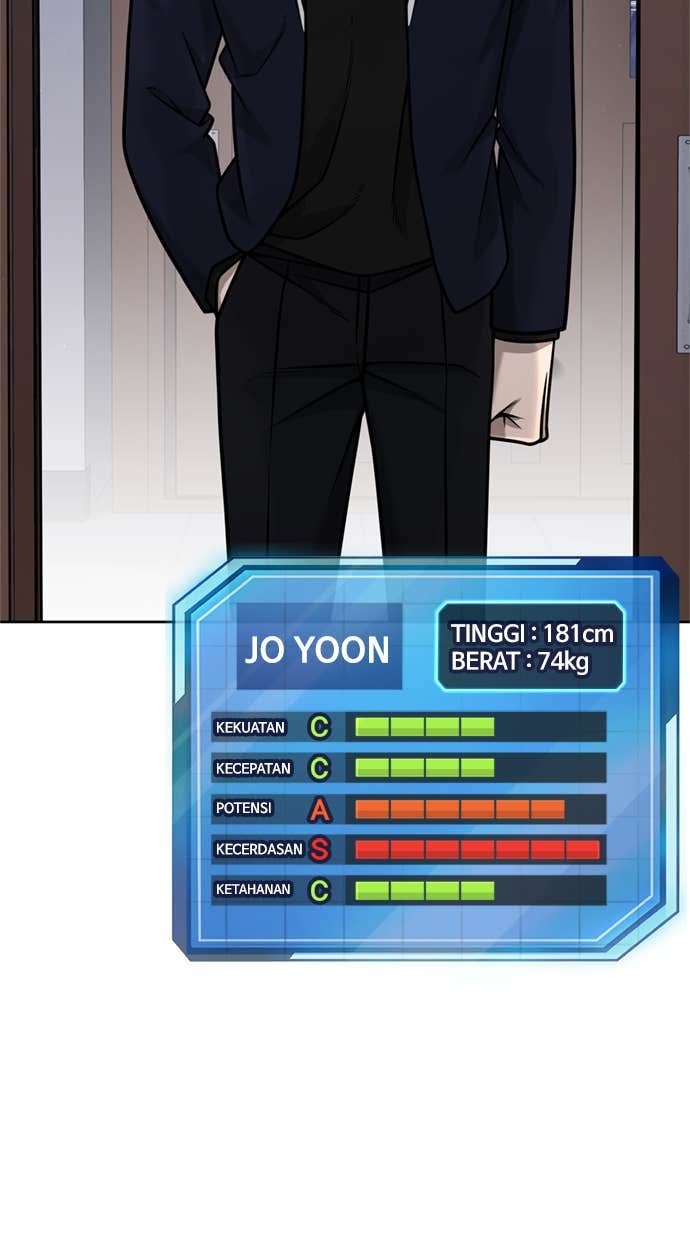 JO YOON
TINGGI : 181cm
BERAT : 74kg
KEKUATAN C
KECEPATAN C
POTENSI A
KECERDASAN S
KETAHANAN C